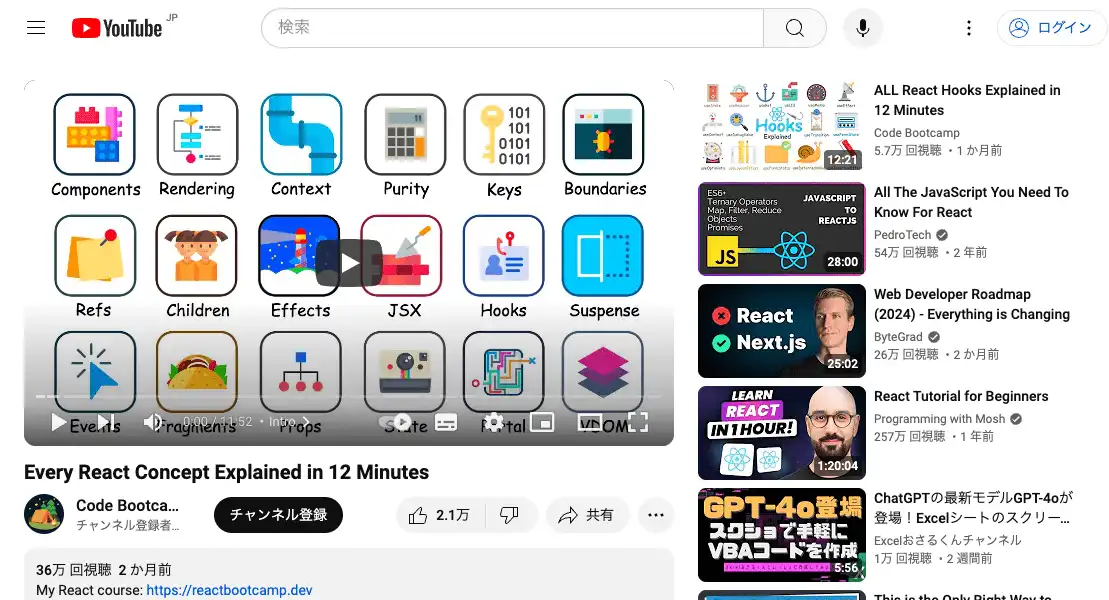 YouTube JP
検索
ログイン
101
101
0101
11
Components
Rendering
Context
Purity
Keys
Boundaries
Refs
Children
Effects
JSX
Hooks
Suspense
Events
Fragments
Props
State
Portal
VDOM
0:00 / 11:52 • Intro
Every React Concept Explained in 12 Minutes
Code Bootca...
チャンネル登録者...
チャンネル登録
2.1万
共有
36万 回視聴 2 か月前
My React course: https://reactbootcamp.dev
Hooks
Explained
12:21
ALL React Hooks Explained in
12 Minutes
Code Bootcamp
5.7万 回視聴 ・1 か月前
ES6+
Ternary Operators
Map, Filter, Reduce
Objects
Promises
JAVASCRIPT
TO
REACTJS
JS
28:00
All The JavaScript You Need To
Know For React
PedroTech
54万 回視聴 ・2 年前
React
Next.js
25:02
Web Developer Roadmap
(2024) - Everything is Changing
ByteGrad
26万 回視聴 ・2 か月前
LEARN
REACT
IN 1 HOUR!
1:20:04
React Tutorial for Beginners
Programming with Mosh
257万 回視聴 ・1 年前
GPT-4o登場
スクショで手軽に
VBAコードを作成
5:56
ChatGPTの最新モデルGPT-4oが
登場！Excelシートのスクリー...
Excelおさるくんチャンネル
1万 回視聴 ・2 週間前
This is the Only Right Way to